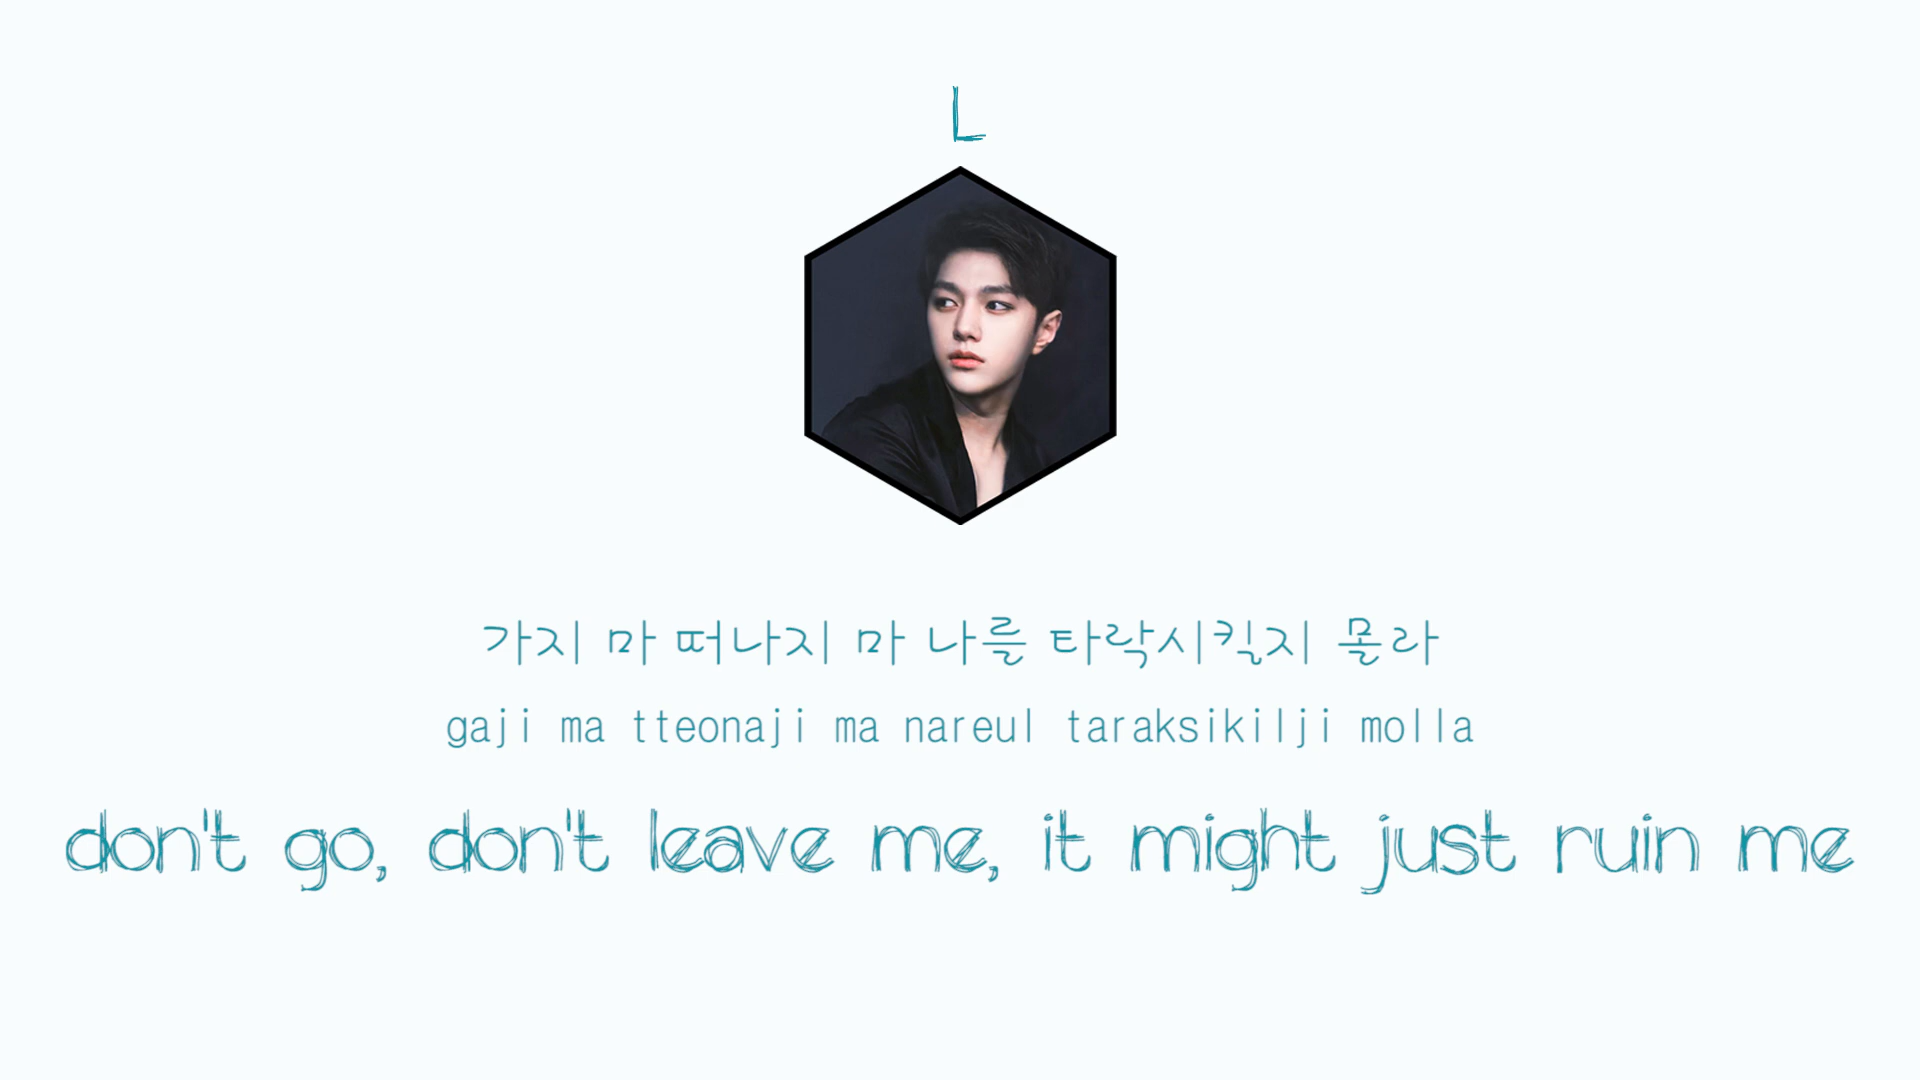 L
가지 마 떠나지 마 나를 타락시킬지 몰라
gaji ma tteonaji ma nareul taraksikilji molla
don't go, don't leave me, it might just ruin me